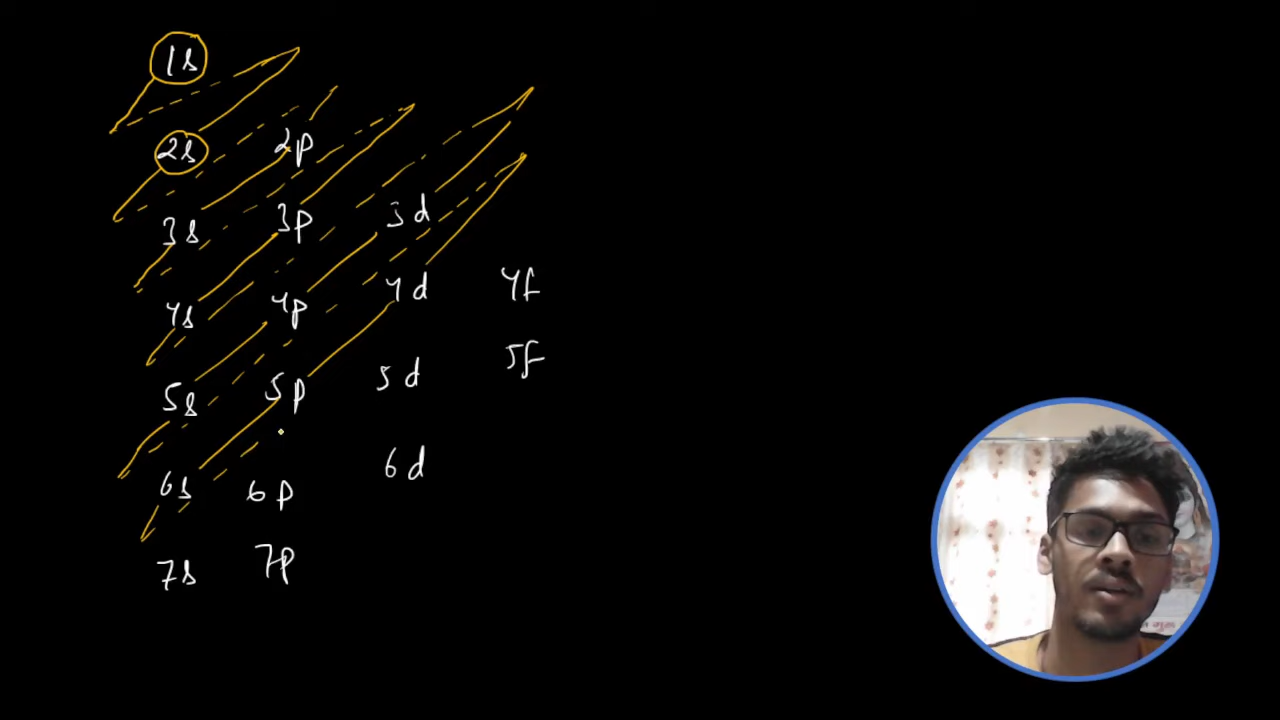 1s
2s 2p
3s 3p 3d
4s 4p 4d 4f
5s 5p 5d 5f
6s 6p 6d
7s 7p